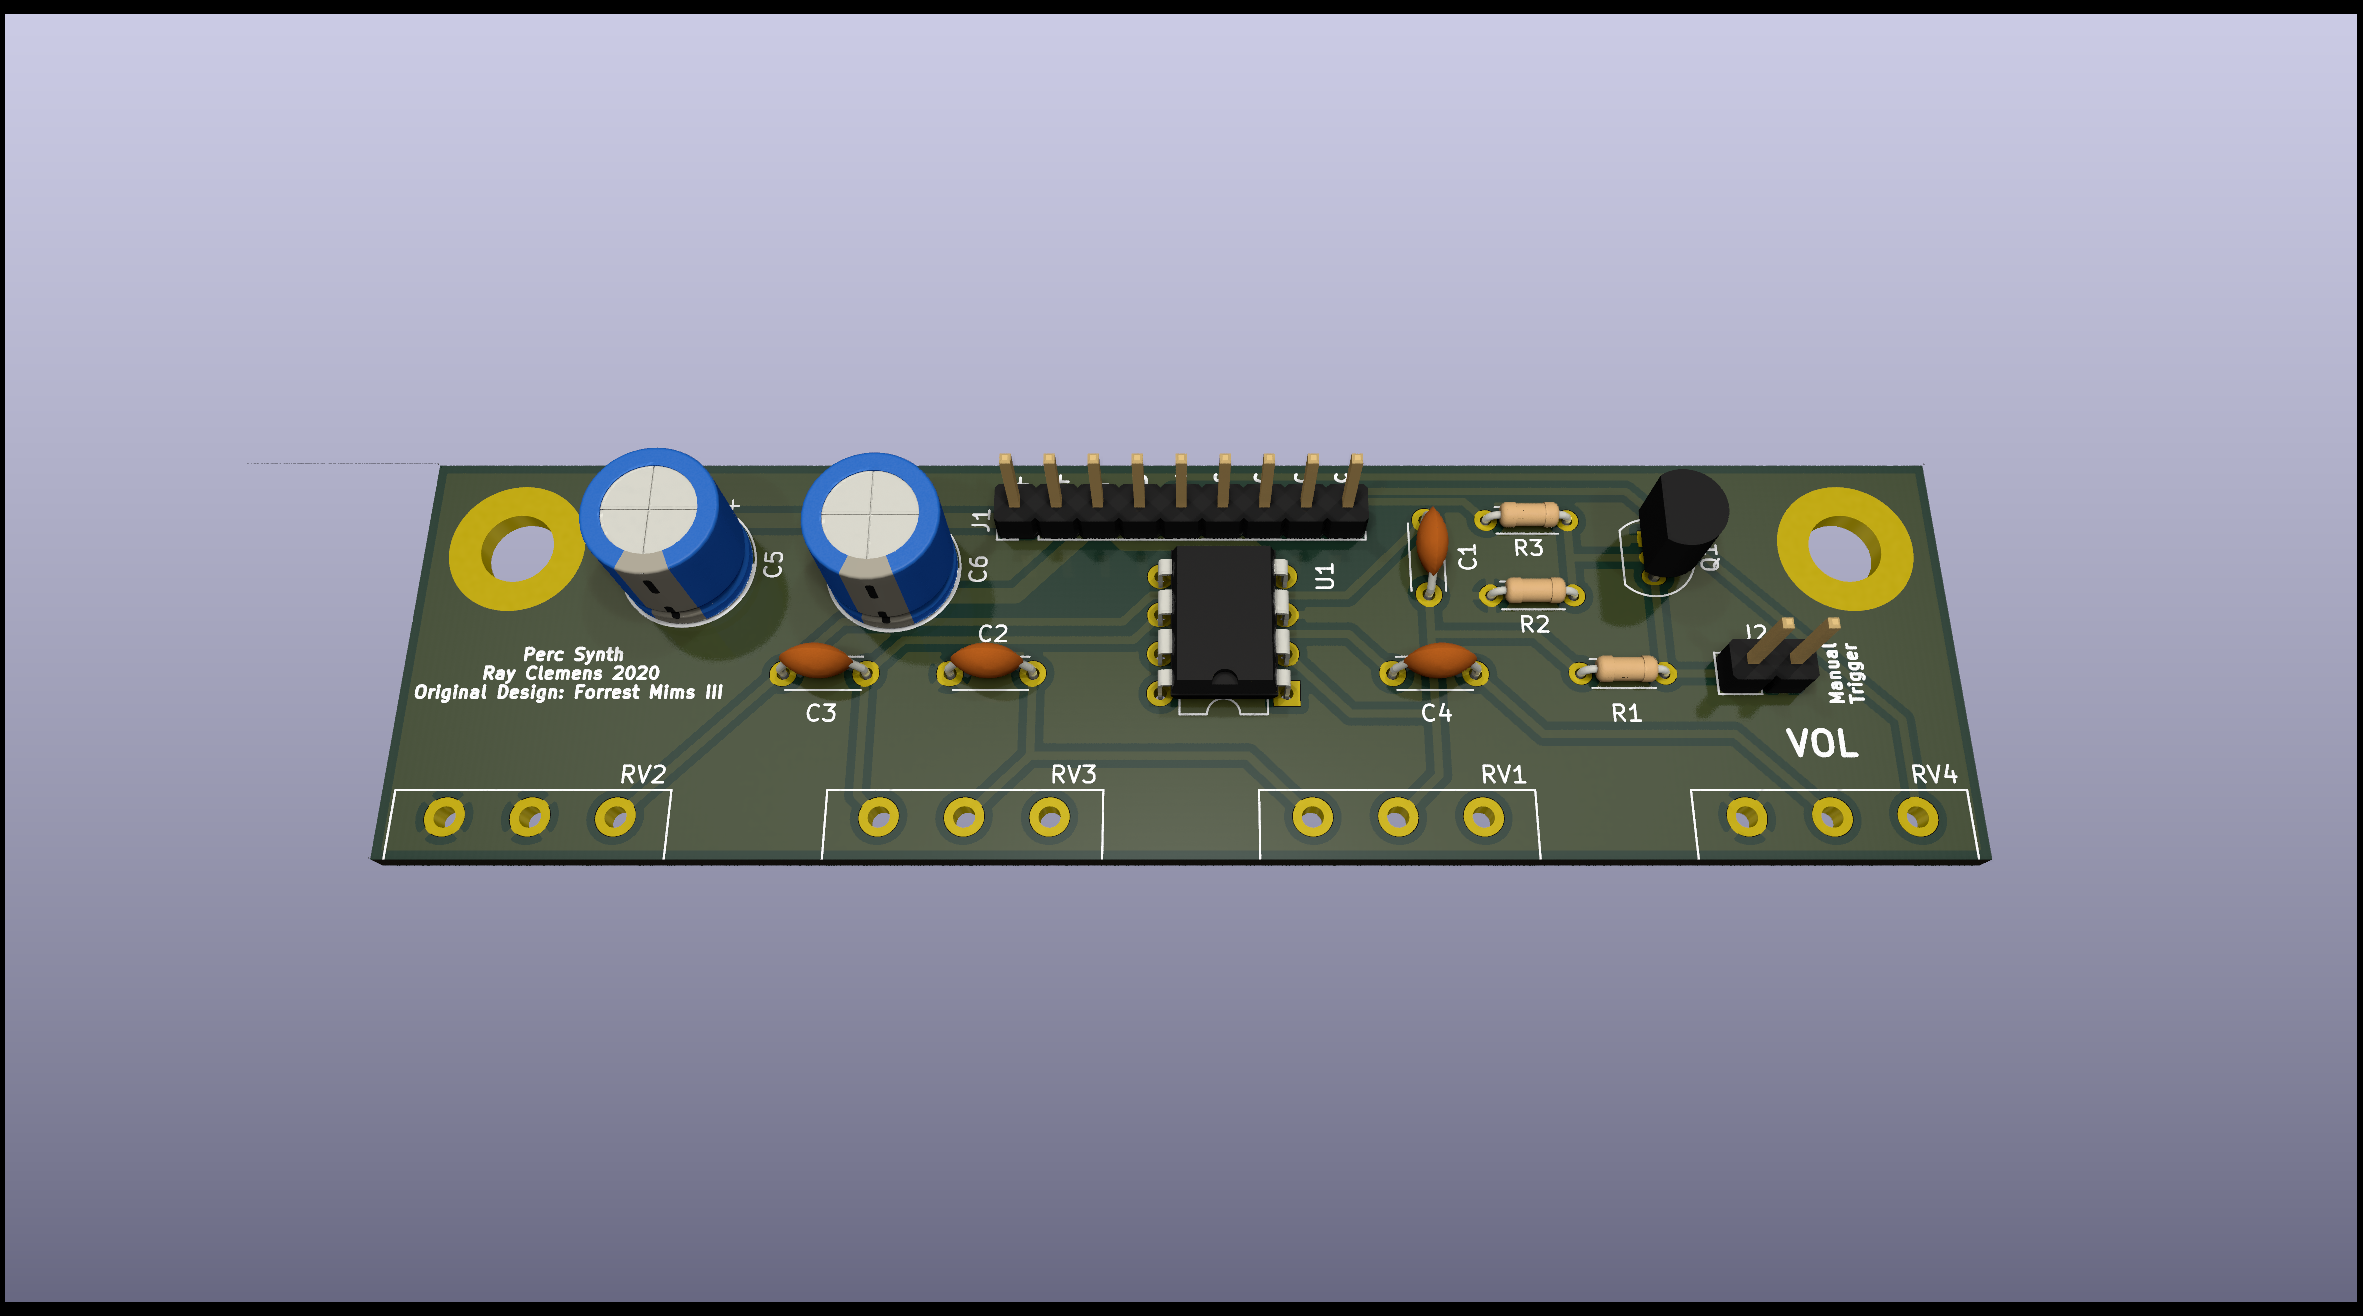 J1
C5
C6
U1
C1
R3
Q1
R2
C2
J2
Perc Synth
Ray Clemens 2020
Original Design: Forrest Mims III
Manual
Trigger
C3
C4
R1
VOL
RV2
RV3
RV1
RV4